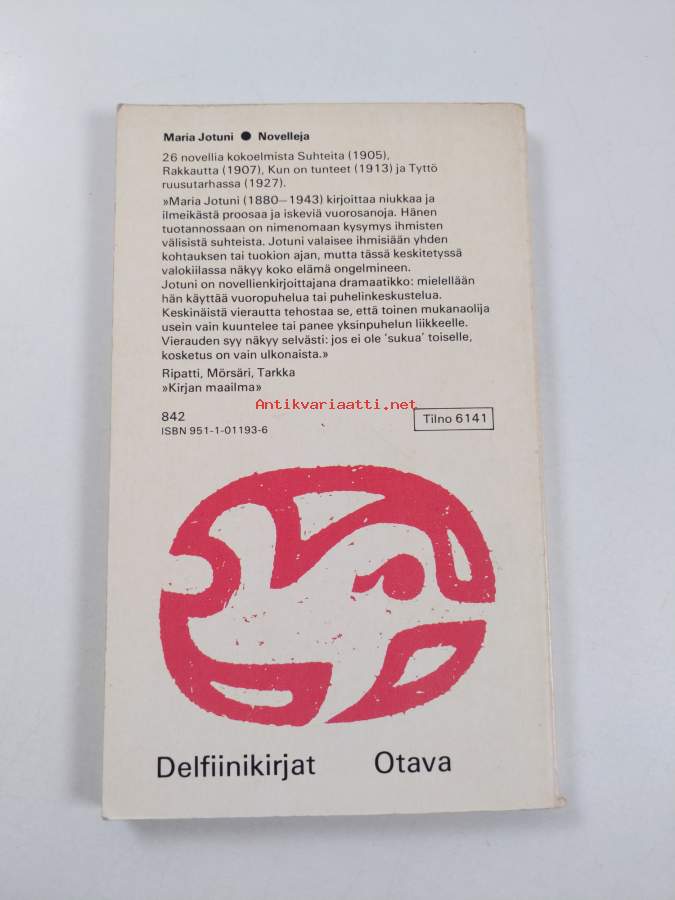 Maria Jotuni ● Novelleja
26 novellia kokoelmista Suhteita (1905),
Rakkautta (1907), Kun on tunteet (1913) ja Tyttö
ruusutarhassa (1927).
»Maria Jotuni (1880–1943) kirjoittaa niukkaa ja
ilmeikästä proosaa ja iskeviä vuorosanoja. Hänen
tuotannossaan on nimenomaan kysymys ihmisten
välisistä suhteista. Jotuni valaisee ihmisiään yhden
kohtauksen tai tuokion ajan, mutta tässä keskitetyssä
valokiilassa näkyy koko elämä ongelmineen.
Jotuni on novellienkirjoittajana dramaatikko: mielellään
hän käyttää vuoropuhelua tai puhelinkeskustelua.
Keskinäistä vierautta tehostaa se, että toinen mukanaolija
usein vain kuuntelee tai panee yksinpuhelun liikkeelle.
Vierauden syy näkyy selvästi: jos ei ole ’sukua’ toiselle,
kosketus on vain ulkonaista.»
Ripatti, Mörsäri, Tarkka
»Kirjan maailma»
Antikvariaatti.net
842
ISBN 951-1-01193-6
Tilno 6141
Delfiinikirjat Otava